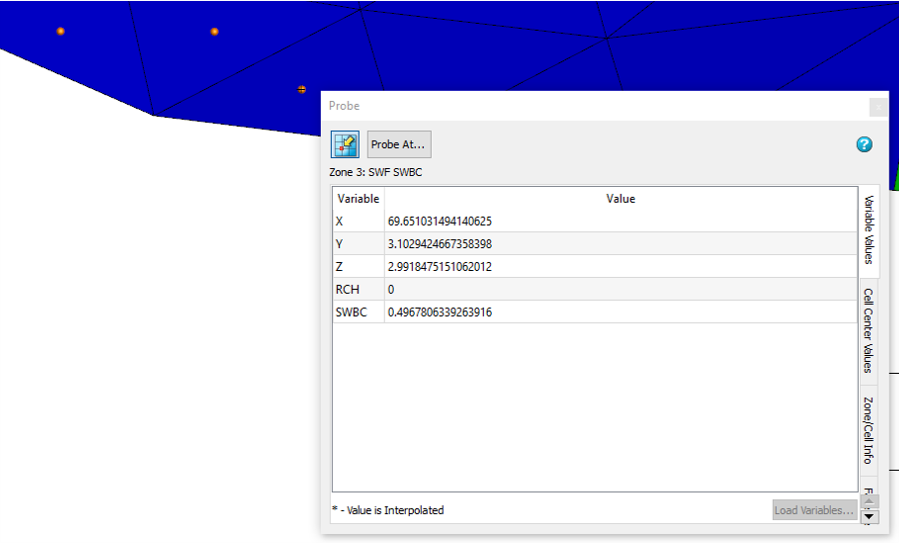 Probe
Probe At...
Zone 3: SWF SWBC
Variable Value
X 69.651031494140625
Y 3.1029424667358398
Z 2.9918475151062012
RCH 0
SWBC 0.4967806339263916
Variable Values
Cell Center Values
Zone/Cell Info
* - Value is Interpolated
Load Variables...